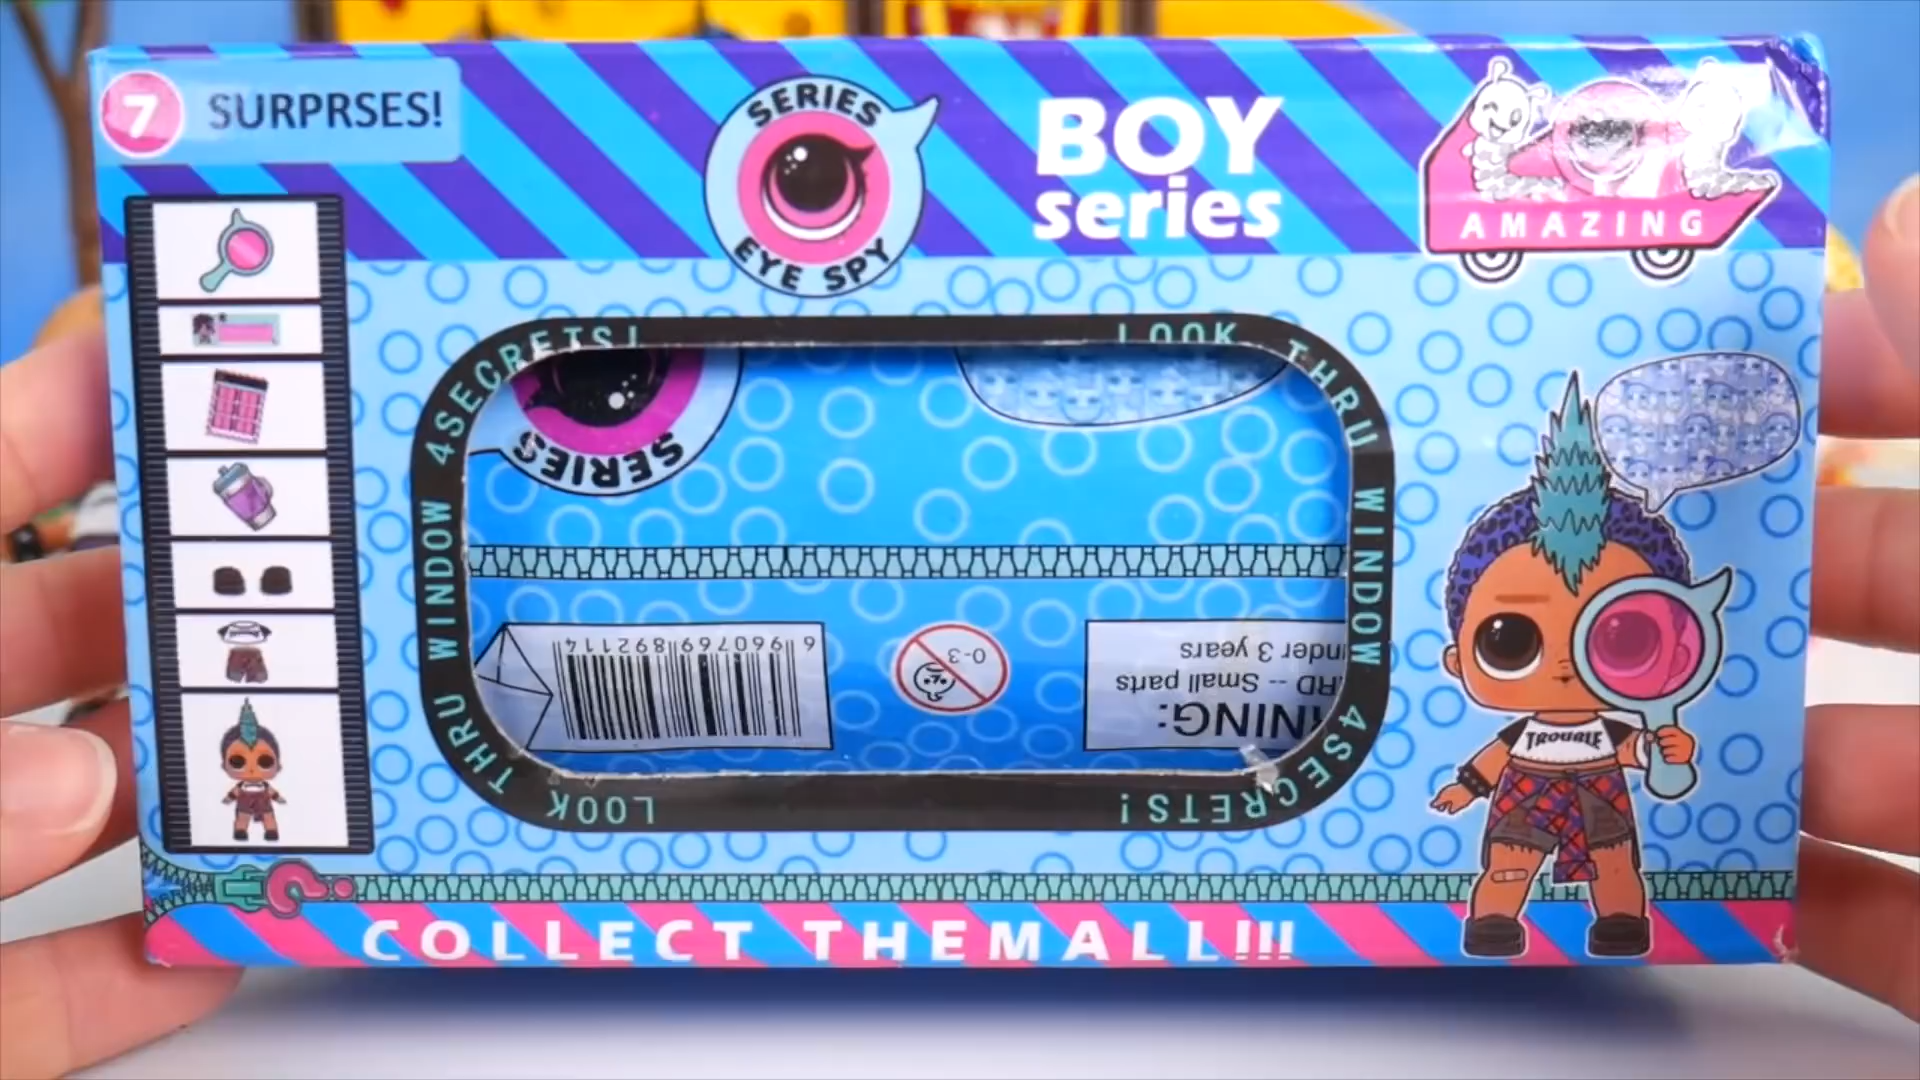 7 SURPRSES!
SERIES
EYE SPY
BOY
series
AMAZING
LOOK THRU WINDOW 4SECRETS!
LOOK THRU WINDOW 4SECRETS!
SERIES
6 960769 892114
0-3
NING:
RD -- Small parts
nder 3 years
TROUBLE
COLLECT THEMALL!!!